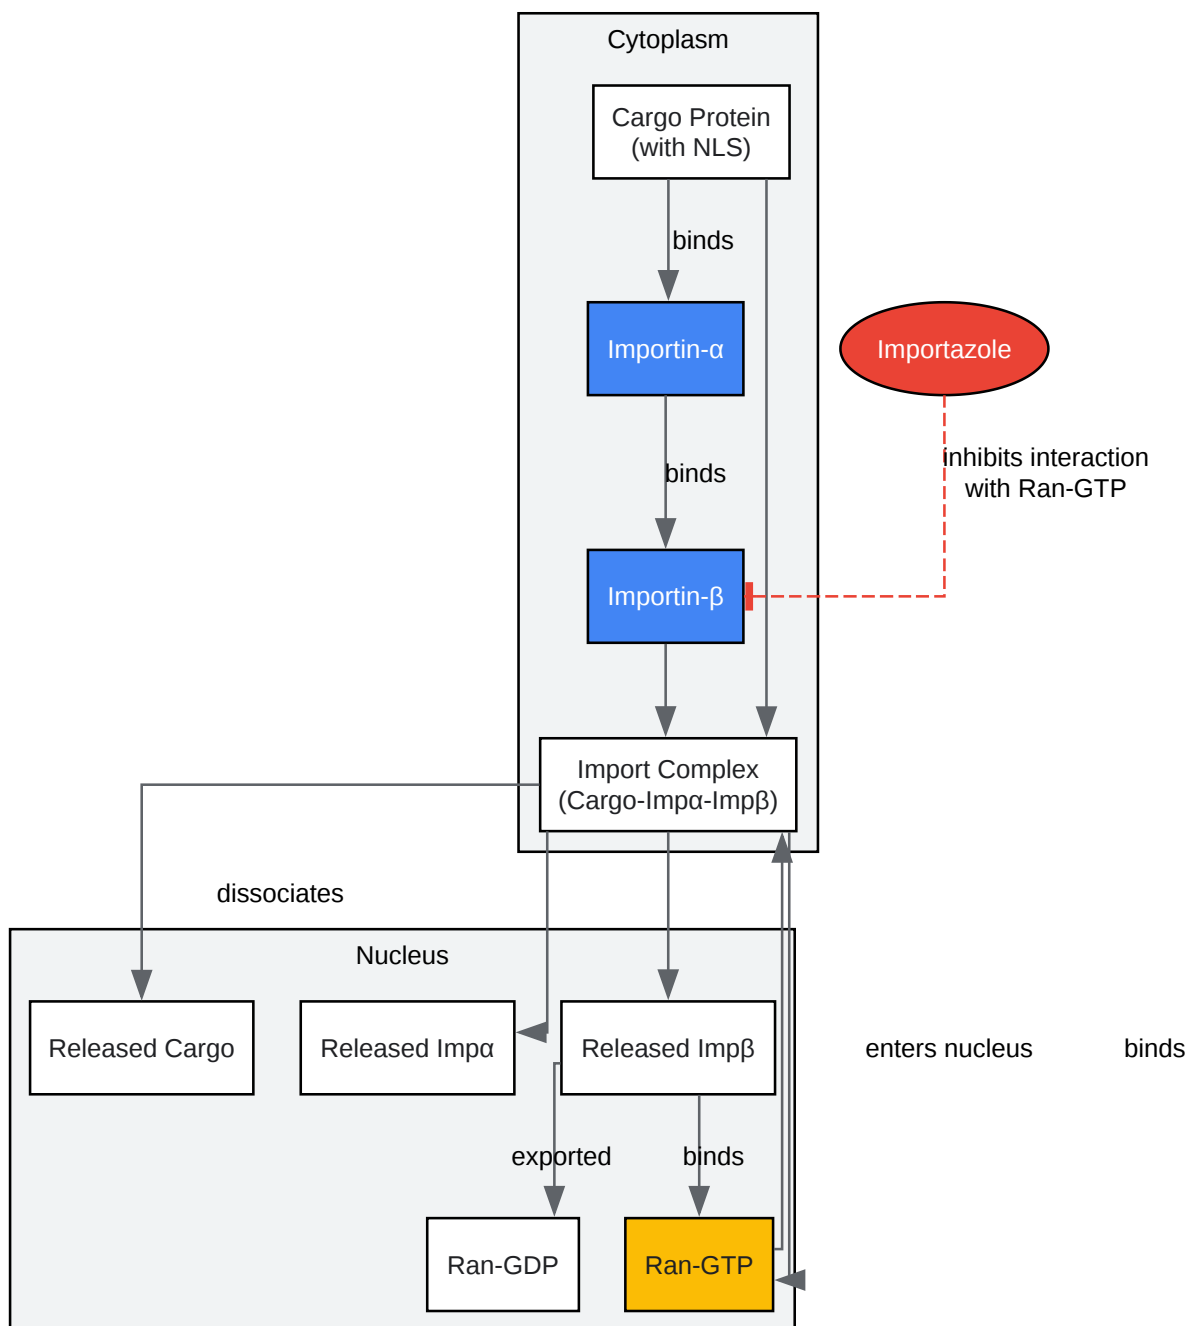 Cytoplasm
Cargo Protein
(with NLS)
binds
Importin-α
Importazole
inhibits interaction
with Ran-GTP
binds
Importin-β
Import Complex
(Cargo-Impα-Impβ)
dissociates
Nucleus
Released Cargo
Released Impα
Released Impβ
enters nucleus
binds
exported
binds
Ran-GDP
Ran-GTP